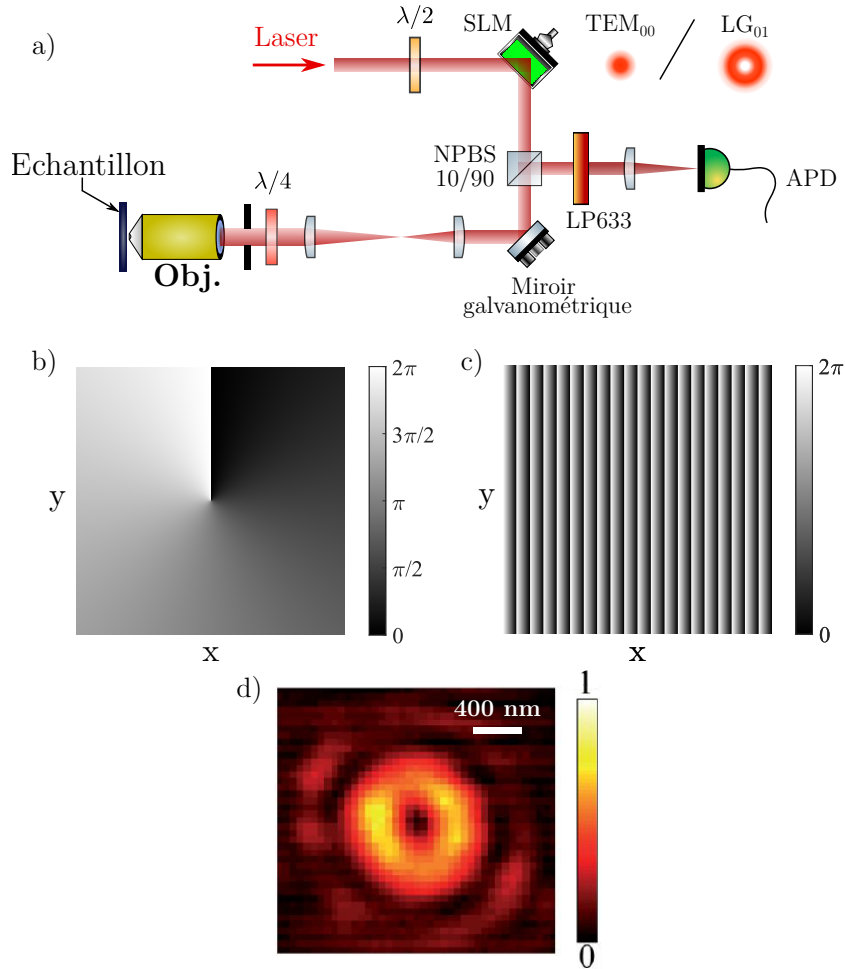 a)
Laser
λ/2
SLM
TEM₀₀
LG₀₁
Echantillon
λ/4
NPBS
10/90
LP633
APD
Obj.
Miroir
galvanométrique
b)
2π
3π/2
π
π/2
0
y
x
c)
2π
0
y
x
d)
400 nm
1
0